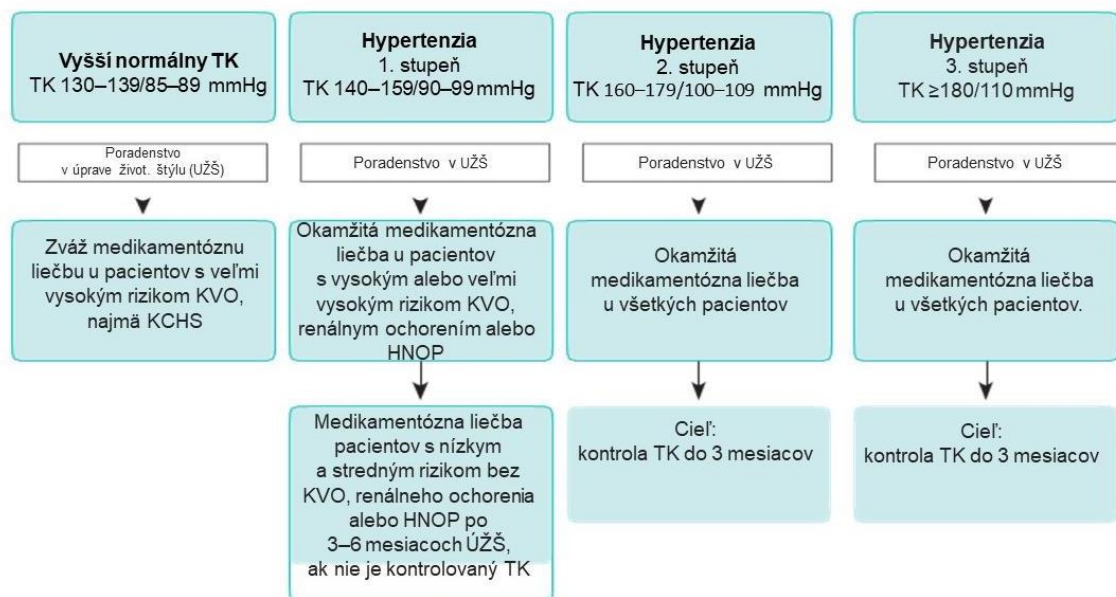 Vyšší normálny TK
TK 130–139/85–89 mmHg
Poradenstvo
v úprave život. štýlu (UŽŠ)
Zváž medikamentóznu
liečbu u pacientov s veľmi
vysokým rizikom KVO,
najmä KCHS
Hypertenzia
1. stupeň
TK 140–159/90–99 mmHg
Poradenstvo v UŽŠ
Okamžitá medikamentózna
liečba u pacientov
s vysokým alebo veľmi
vysokým rizikom KVO,
renálnym ochorením alebo
HNOP
Medikamentózna liečba
pacientov s nízkym
a stredným rizikom bez
KVO, renálneho ochorenia
alebo HNOP po
3–6 mesiacoch ÚŽŠ,
ak nie je kontrolovaný TK
Hypertenzia
2. stupeň
TK 160–179/100–109 mmHg
Poradenstvo v UŽŠ
Okamžitá
medikamentózna liečba
u všetkých pacientov
Cieľ:
kontrola TK do 3 mesiacov
Hypertenzia
3. stupeň
TK ≥180/110 mmHg
Poradenstvo v UŽŠ
Okamžitá
medikamentózna liečba
u všetkých pacientov.
Cieľ:
kontrola TK do 3 mesiacov